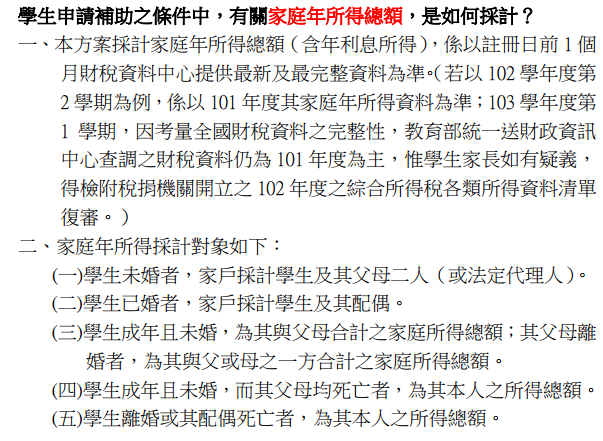 學生申請補助之條件中，有關家庭年所得總額，是如何採計？
一、本方案採計家庭年所得總額（含年利息所得），係以註冊日前 1 個
月財稅資料中心提供最新及最完整資料為準。（若以 102 學年度第
2 學期為例，係以 101 年度其家庭年所得資料為準；103 學年度第
1 學期，因考量全國財稅資料之完整性，教育部統一送財政資訊
中心查調之財稅資料仍為 101 年度為主，惟學生家長如有疑義，
得檢附稅捐機關開立之 102 年度之綜合所得稅各類所得資料清單
復審。）
二、家庭年所得採計對象如下：
(一)學生未婚者，家戶採計學生及其父母二人（或法定代理人）。
(二)學生已婚者，家戶採計學生及其配偶。
(三)學生成年且未婚，為其與父母合計之家庭所得總額；其父母離
婚者，為其與父或母之一方合計之家庭所得總額。
(四)學生成年且未婚，而其父母均死亡者，為其本人之所得總額。
(五)學生離婚或其配偶死亡者，為其本人之所得總額。